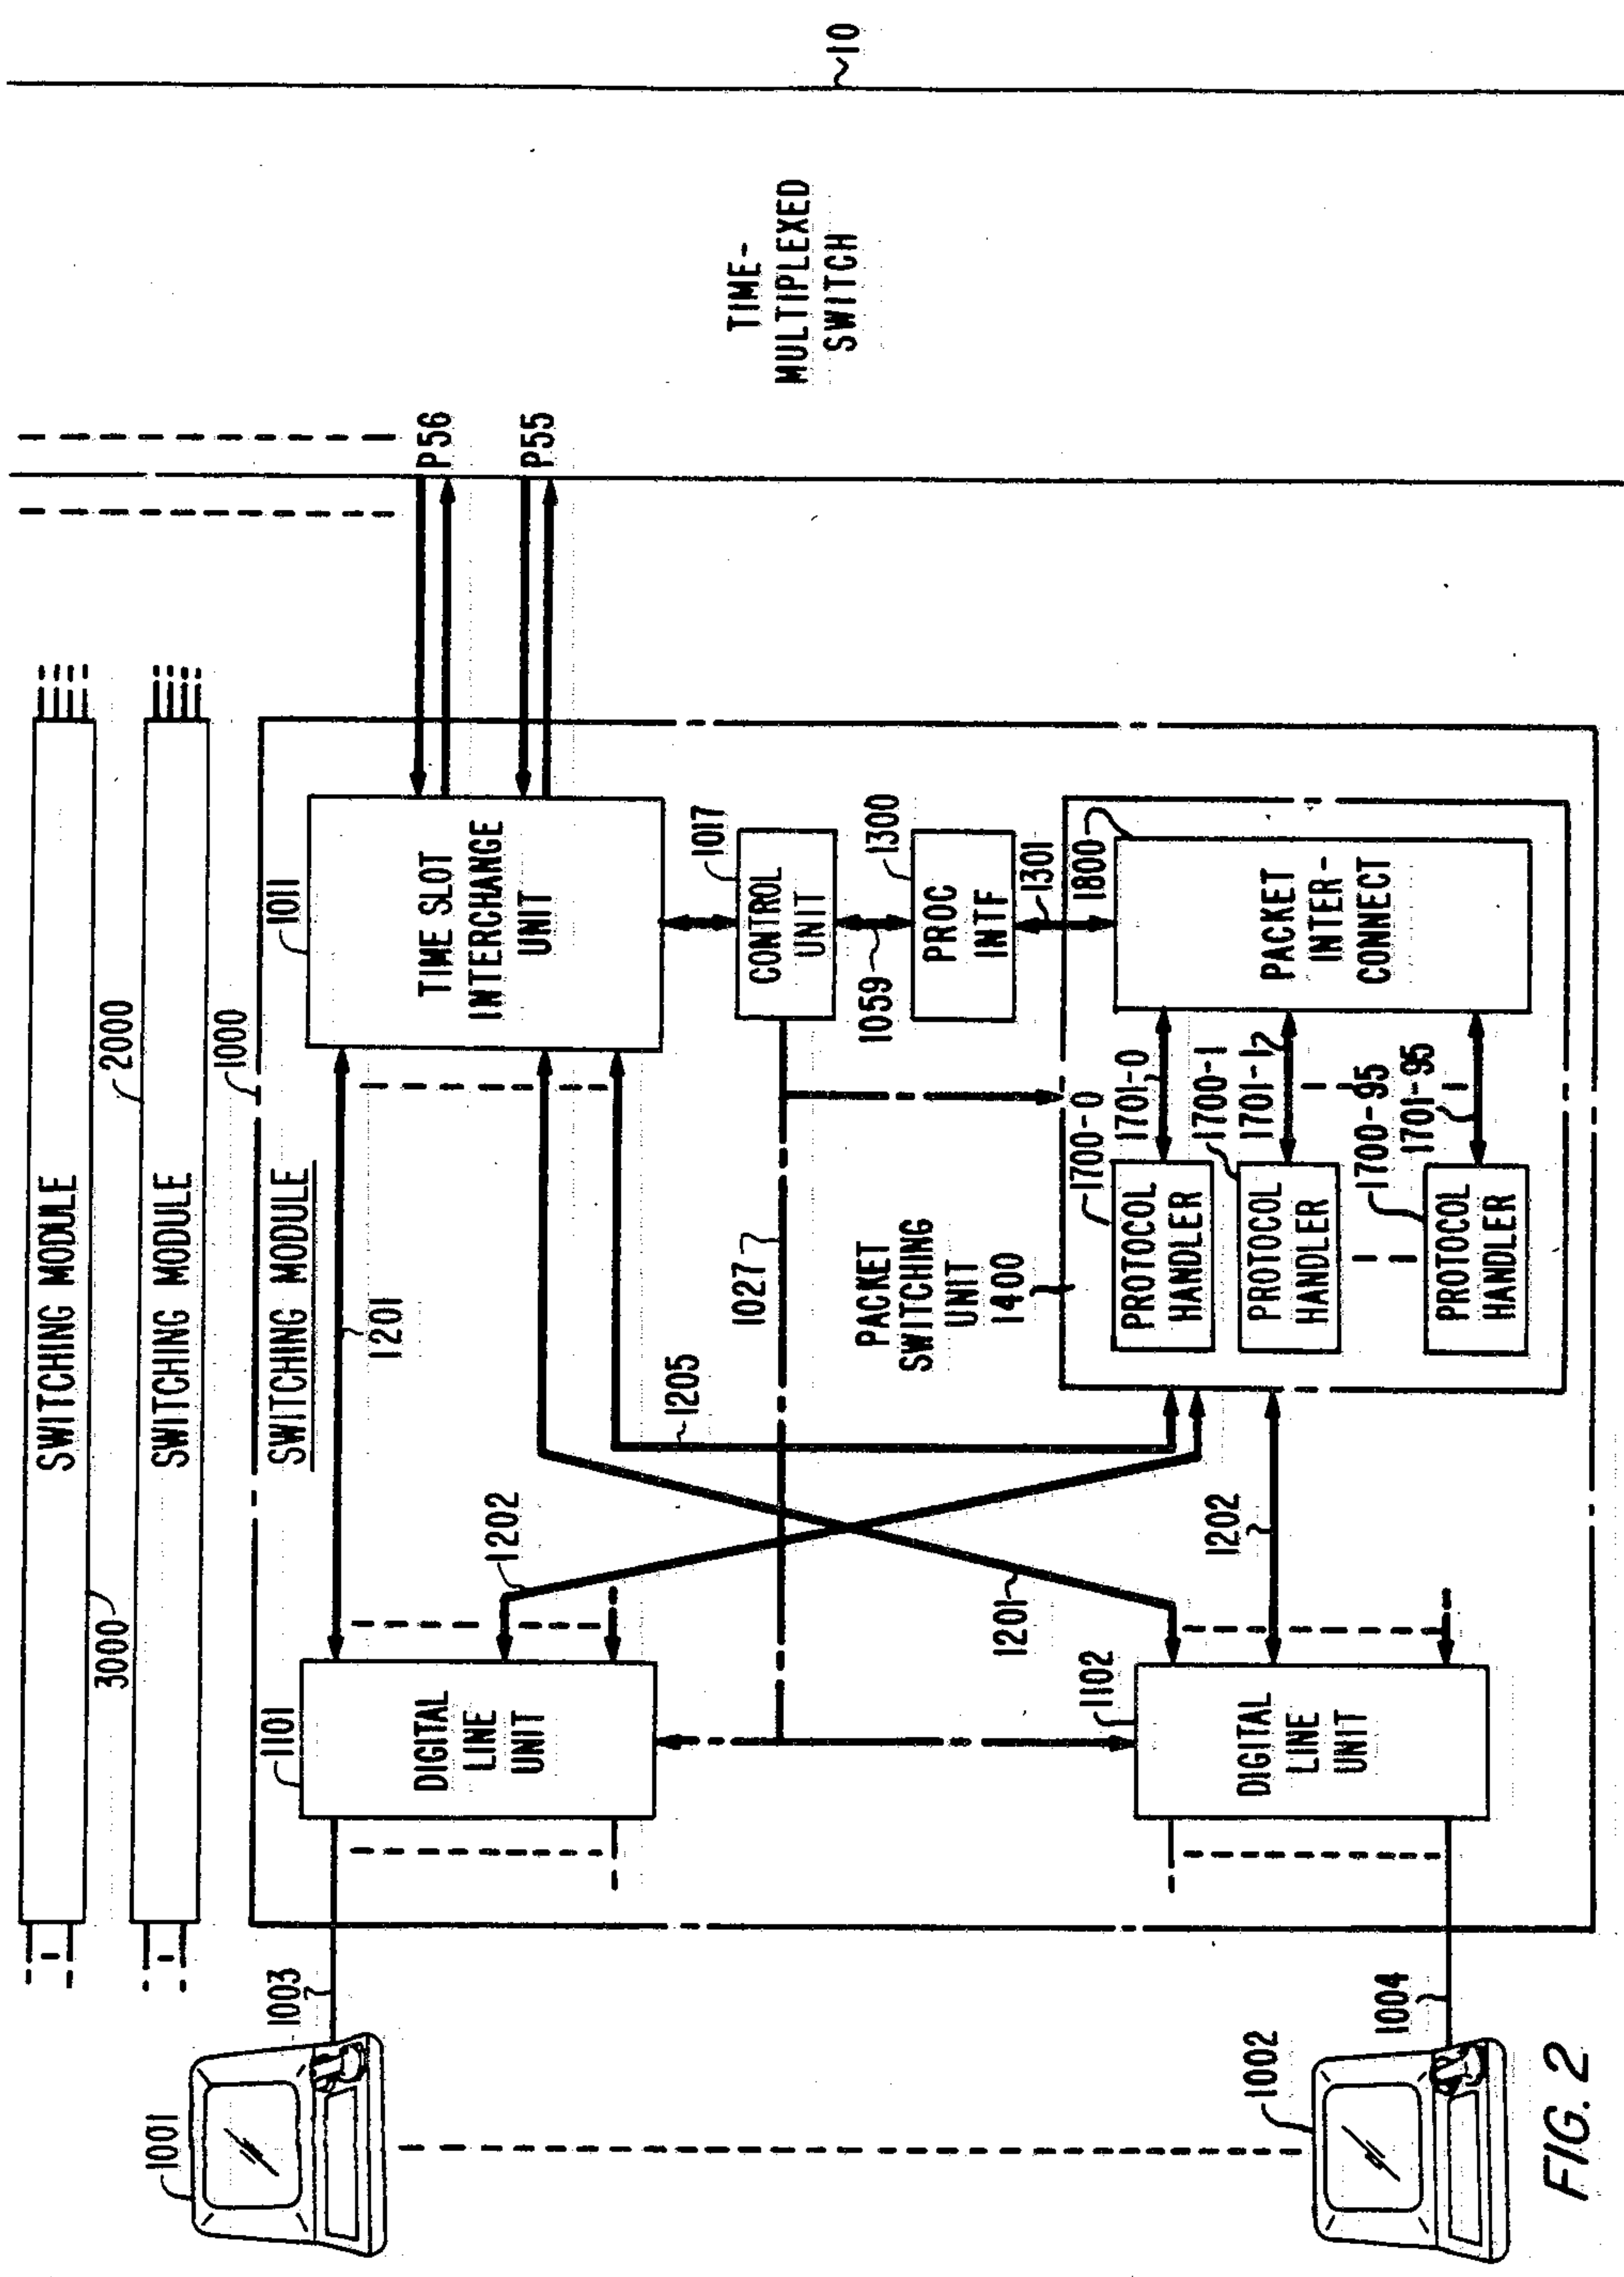 SWITCHING MODULE
3000
SWITCHING MODULE
2000
1000
SWITCHING MODULE
1001
1003
1101
DIGITAL
LINE
UNIT
1201
1011
TIME SLOT
INTERCHANGE
UNIT
P56
P55
TIME-
MULTIPLEXED
SWITCH
10
1202
1205
1027
1017
CONTROL
UNIT
1059
1300
PROC
INTF
1301
PACKET
SWITCHING
UNIT
1400
1201
1202
1800
PACKET
INTER-
CONNECT
1700-0
1701-0
PROTOCOL
HANDLER
1700-1
1701-1
PROTOCOL
HANDLER
1700-95
1701-95
PROTOCOL
HANDLER
1102
DIGITAL
LINE
UNIT
1002
1004
FIG. 2